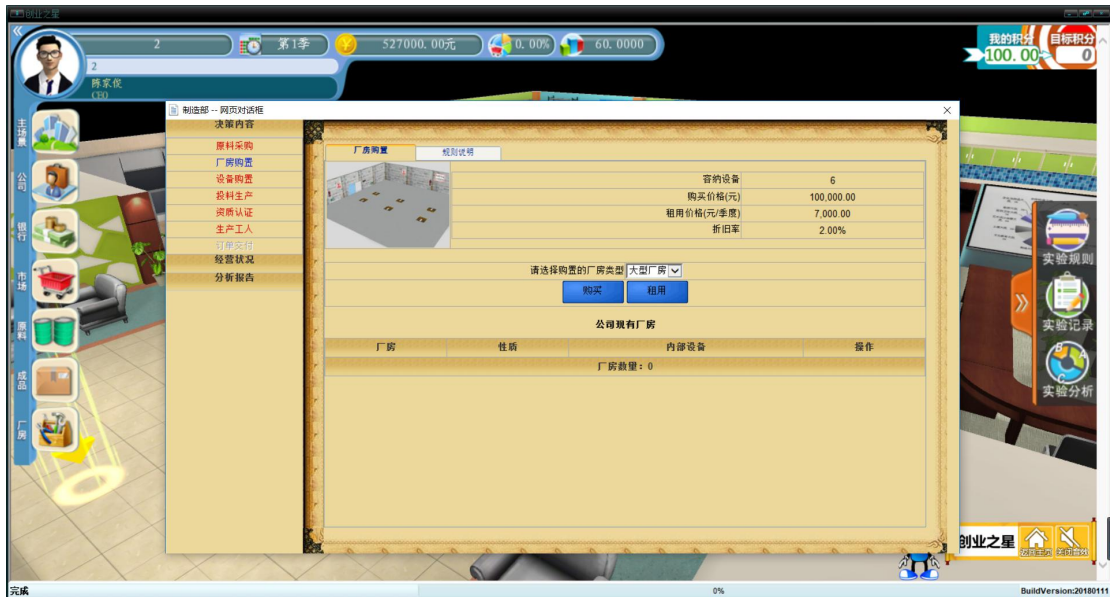 创业之星
2
第1季
527000.00元
0.00%
60.0000
我的积分
目标积分
100.00
0
2
陈家俊
CEO
主场景
公司
银行
市场
原料
成品
厂房
制造部 -- 网页对话框
决策内容
原料采购
厂房购置
设备购置
投料生产
资质认证
生产工人
订单交付
经营状况
分析报告
厂房购置
规则说明
容纳设备 6
购买价格(元) 100,000.00
租用价格(元/季度) 7,000.00
折旧率 2.00%
请选择购置的厂房类型 大型厂房
购买 租用
公司现有厂房
厂房 性质 内部设备 操作
厂房数量：0
实验规则
实验记录
实验分析
创业之星
完成
0%
BuildVersion:20180111